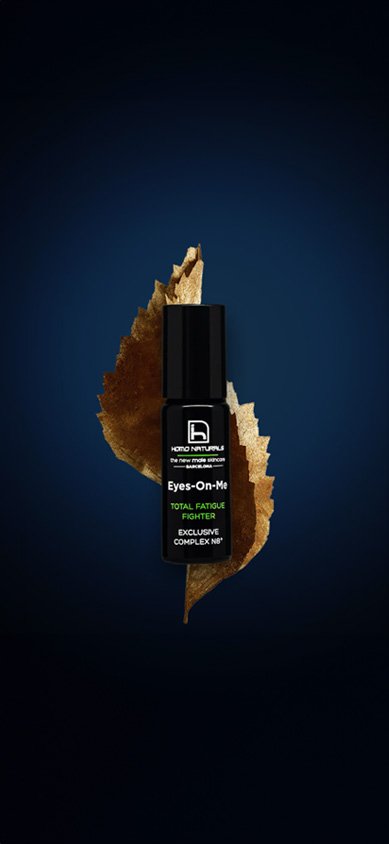 HOMO NATURALS
The new male skincare
BARCELONA
Eyes-On-Me
TOTAL FATIGUE
FIGHTER
EXCLUSIVE
COMPLEX N8*